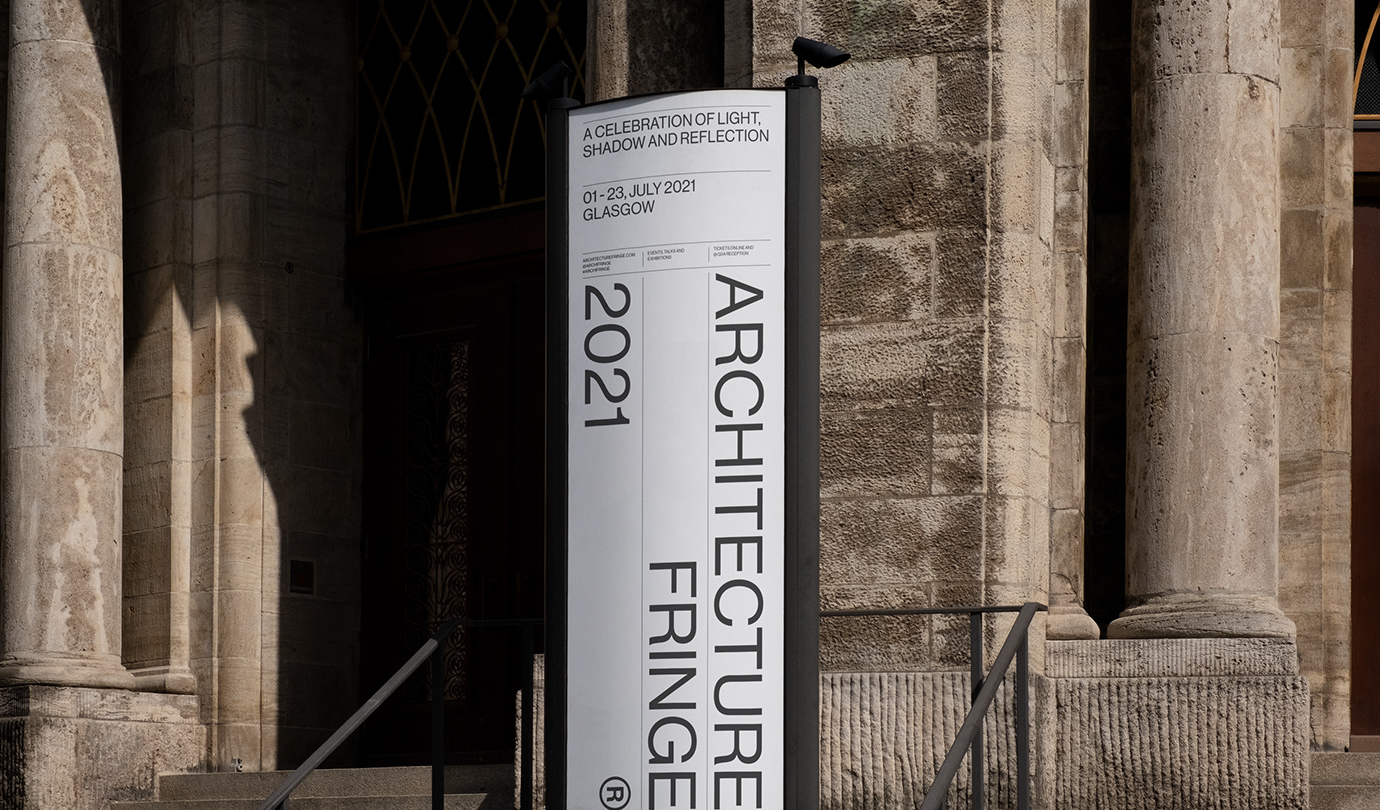 A CELEBRATION OF LIGHT,
SHADOW AND REFLECTION
01 - 23, JULY 2021
GLASGOW
ARCHITECTUREFRINGE.COM
@ARCHIFRINGE
#ARCHIFRINGE
EVENTS, TALKS AND
EXHIBITIONS
TICKETS ONLINE AND
@ GSA RECEPTION
ARCHITECTURE
FRINGE
2021
®